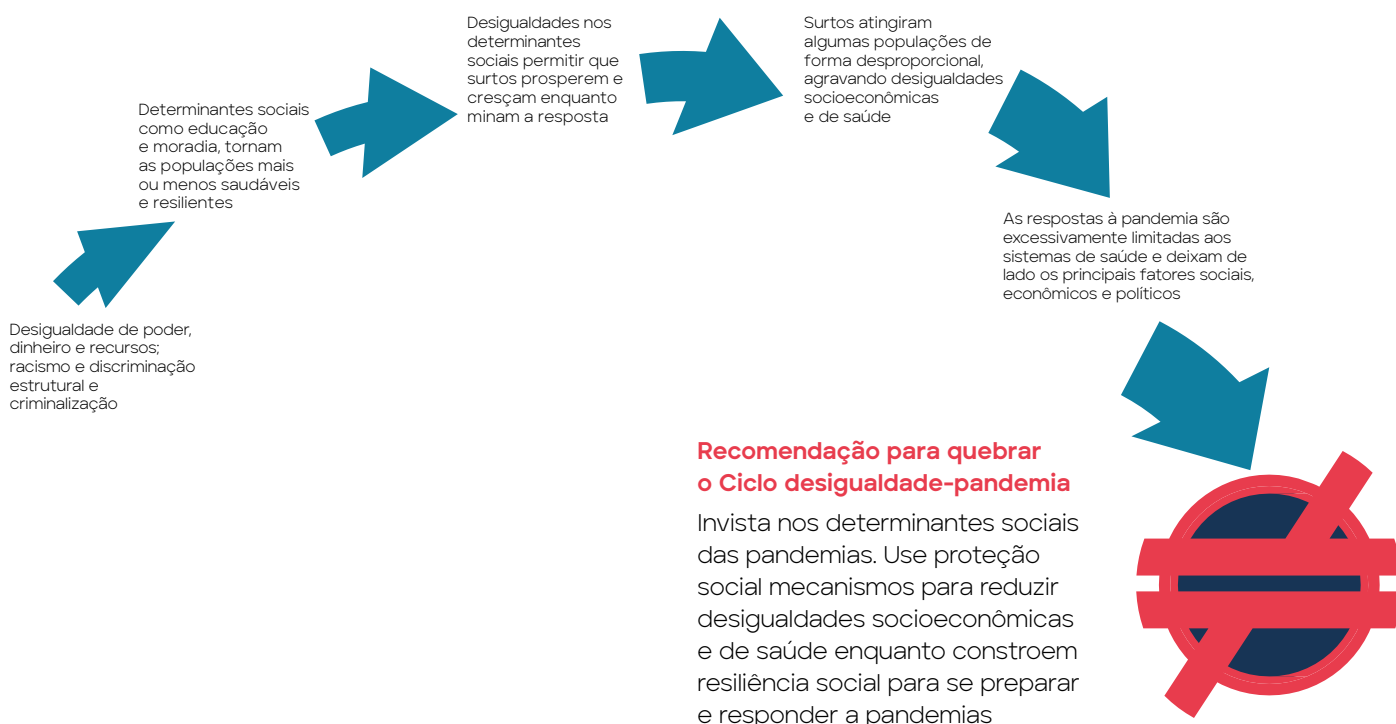 Desigualdade de poder,
dinheiro e recursos;
racismo e discriminação
estrutural e
criminalização
Determinantes sociais
como educação
e moradia, tornam
as populações mais
ou menos saudáveis
e resilientes
Desigualdades nos
determinantes
sociais permitir que
surtos prosperem e
cresçam enquanto
minam a resposta
Surtos atingiram
algumas populações de
forma desproporcional,
agravando desigualdades
socioeconômicas
e de saúde
As respostas à pandemia são
excessivamente limitadas aos
sistemas de saúde e deixam de
lado os principais fatores sociais,
econômicos e políticos
Recomendação para quebrar
o Ciclo desigualdade-pandemia
Invista nos determinantes sociais
das pandemias. Use proteção
social mecanismos para reduzir
desigualdades socioeconômicas
e de saúde enquanto constroem
resiliência social para se preparar
e responder a pandemias